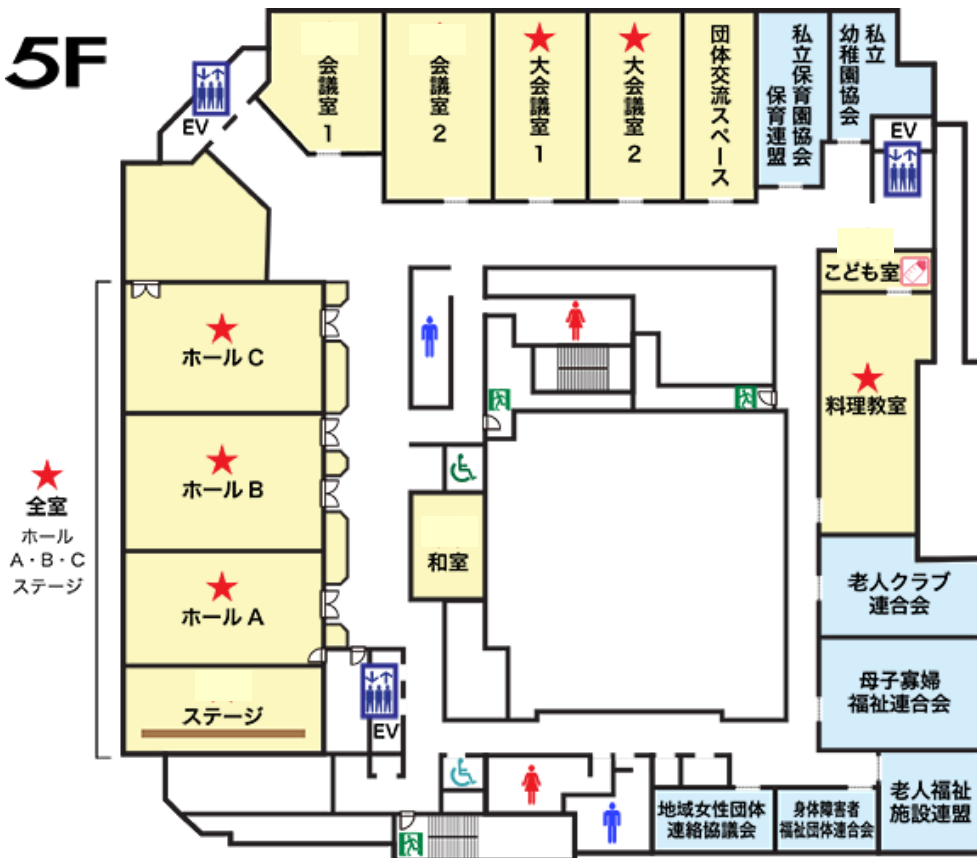 5F
会議室
1
会議室
2
大会議室
1
大会議室
2
団体交流スペース
私立保育園協会
保育連盟
私立
幼稚園協会
EV
EV
こども室
ホール C
料理教室
ホール B
全室
ホール
A・B・C
ステージ
和室
ホール A
老人クラブ
連合会
母子寡婦
福祉連合会
ステージ
EV
地域女性団体
連絡協議会
身体障害者
福祉団体連合会
老人福祉
施設連盟